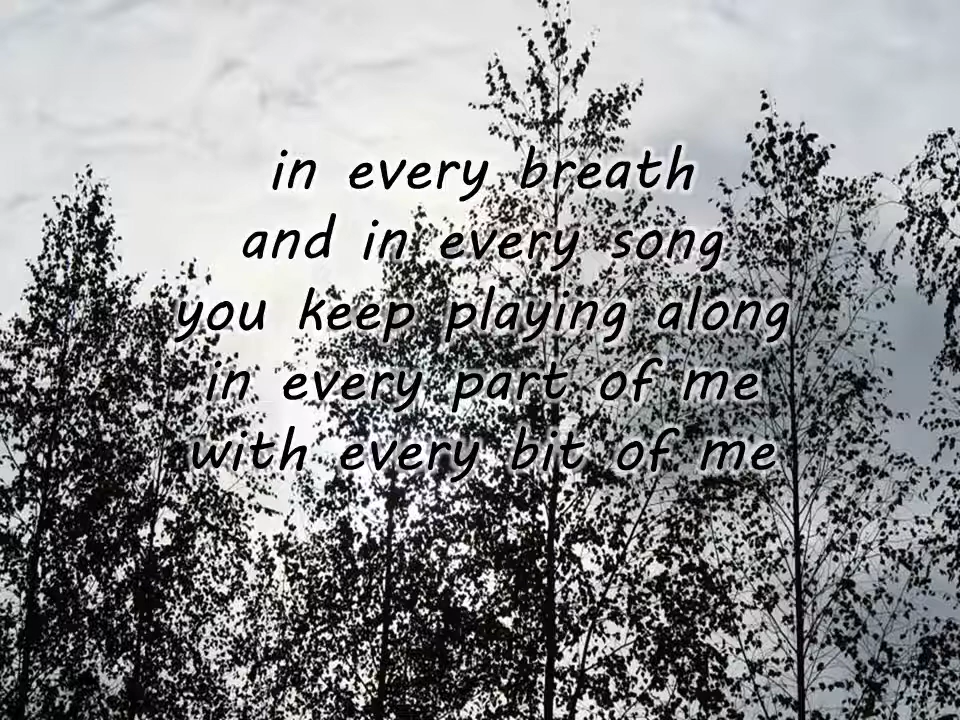 in every breath
and in every song
you keep playing along
in every part of me
with every bit of me